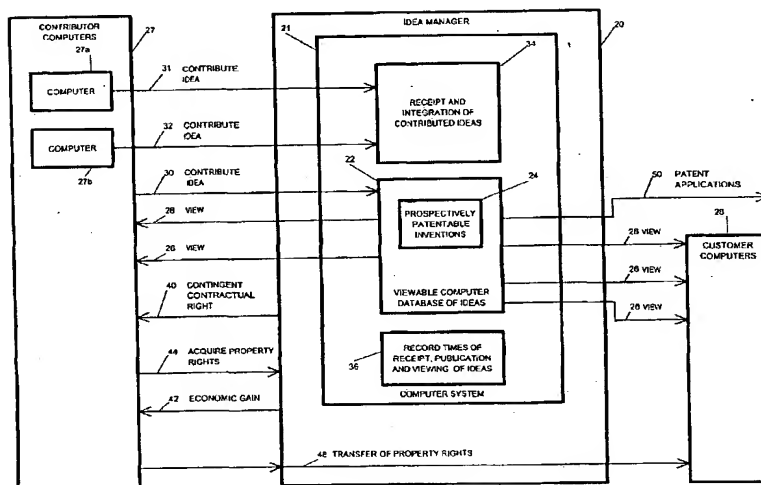 CONTRIBUTOR
COMPUTERS
27
27a
COMPUTER
COMPUTER
27b
31 CONTRIBUTE
IDEA
32 CONTRIBUTE
IDEA
30 CONTRIBUTE
IDEA
28 VIEW
26 VIEW
40 CONTINGENT
CONTRACTUAL
RIGHT
44 ACQUIRE PROPERTY
RIGHTS
42 ECONOMIC GAIN
48 TRANSFER OF PROPERTY RIGHTS
IDEA MANAGER
20
21
34
RECEIPT AND
INTEGRATION OF
CONTRIBUTED IDEAS
22
24
PROSPECTIVELY
PATENTABLE
INVENTIONS
VIEWABLE COMPUTER
DATABASE OF IDEAS
36
RECORD TIMES OF
RECEIPT, PUBLICATION
AND VIEWING OF IDEAS
COMPUTER SYSTEM
50 PATENT
APPLICATIONS
28
CUSTOMER
COMPUTERS
28 VIEW
26 VIEW
26 VIEW